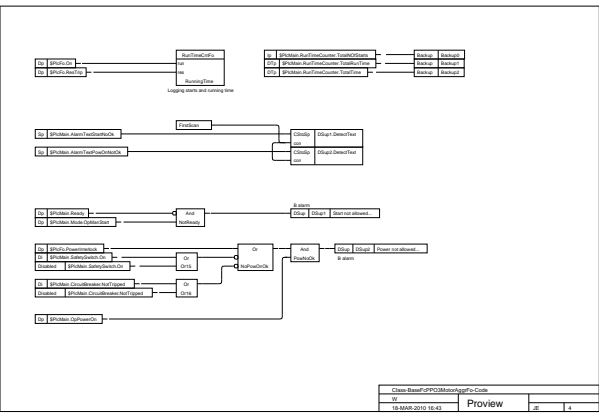 RunTimeCntFo
Dp $PlcFo.On run
Dp $PlcFo.ResTrip res
RunningTime
Logging starts and running time
Ip $PlcMain.RunTimeCounter.TotalNOfStarts Backup Backup0
DTp $PlcMain.RunTimeCounter.TotalRunTime Backup Backup1
DTp $PlcMain.RunTimeCounter.TotalTime Backup Backup2
FirstScan
Sp $PlcMain.AlarmTextStartNoOk CStoSp DSup1.DetectText
con
Sp $PlcMain.AlarmTextPowOnNotOk CStoSp DSup2.DetectText
con
B alarm
Dp $PlcMain.Ready And DSup DSup1 Start not allowed...
Dp $PlcMain.Mode.OpManStart NotReady
Dp $PlcFo.PowerInterlock Or And DSup DSup2 Power not allowed...
Di $PlcMain.SafetySwitch.On Or PowNoOk B alarm
Disabled $PlcMain.SafetySwitch.On Or15 NoPowOnOk
Di $PlcMain.CircuitBreaker.NotTripped Or
Disabled $PlcMain.CircuitBreaker.NotTripped Or16
Dp $PlcMain.OpPowerOn
Class-BaseFcPPO3MotorAggrFo-Code
W
18-MAR-2010 16:43 Proview JE 4